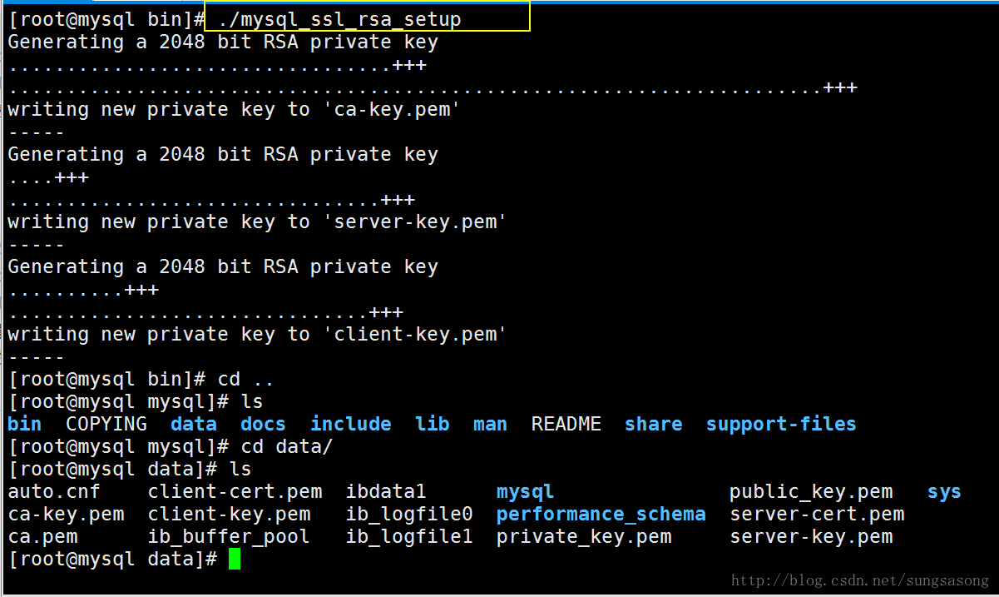 [root@mysql bin]# ./mysql_ssl_rsa_setup
Generating a 2048 bit RSA private key
.................................+++
......................................................................+++
writing new private key to 'ca-key.pem'
-----
Generating a 2048 bit RSA private key
....+++
................................+++
writing new private key to 'server-key.pem'
-----
Generating a 2048 bit RSA private key
..........+++
...............................+++
writing new private key to 'client-key.pem'
-----
[root@mysql bin]# cd ..
[root@mysql mysql]# ls
bin COPYING data docs include lib man README share support-files
[root@mysql mysql]# cd data/
[root@mysql data]# ls
auto.cnf client-cert.pem ibdata1 mysql public_key.pem sys
ca-key.pem client-key.pem ib_logfile0 performance_schema server-cert.pem
ca.pem ib_buffer_pool ib_logfile1 private_key.pem server-key.pem
[root@mysql data]#
http://blog.csdn.net/sungsasong